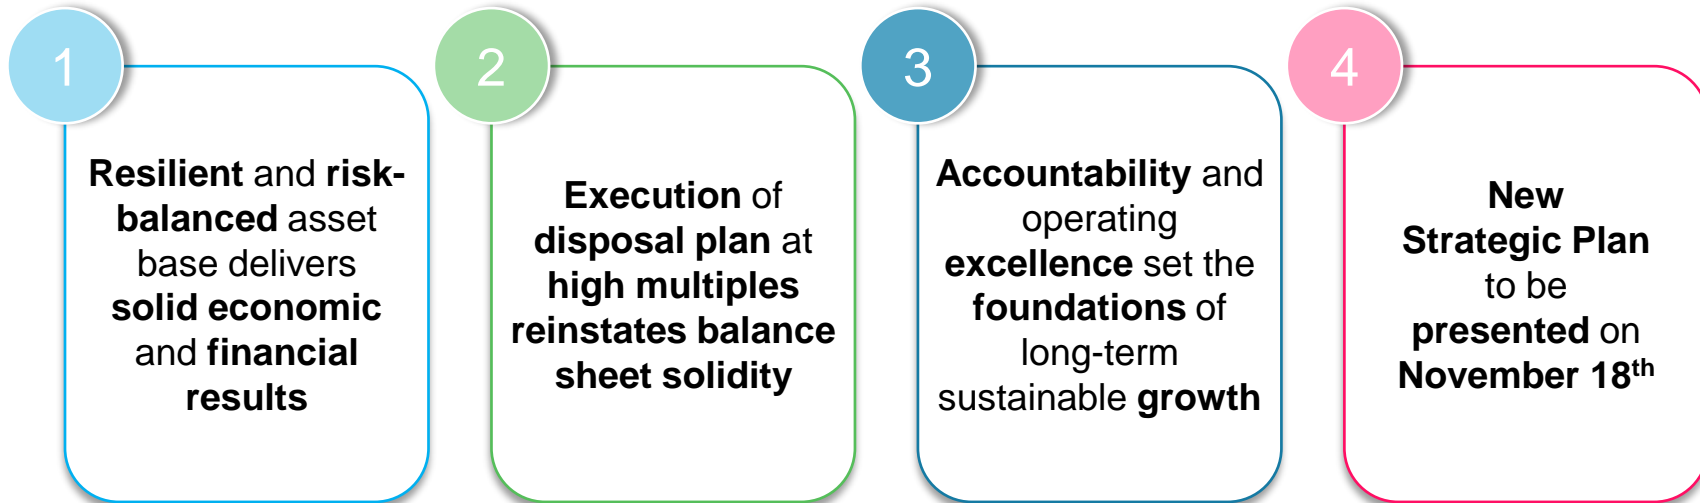 1
Resilient and risk-
balanced asset
base delivers
solid economic
and financial
results
2
Execution of
disposal plan at
high multiples
reinstates balance
sheet solidity
3
Accountability and
operating
excellence set the
foundations of
long-term
sustainable growth
4
New
Strategic Plan
to be
presented on
November 18th